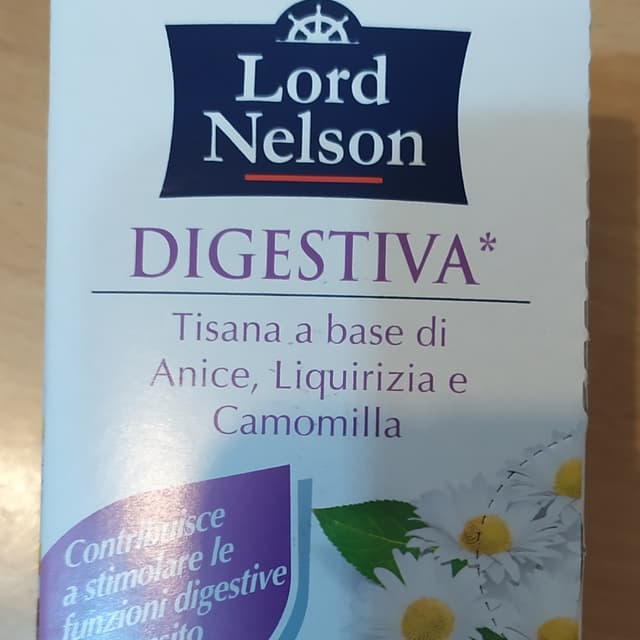 Lord
Nelson
DIGESTIVA*
Tisana a base di
Anice, Liquirizia e
Camomilla
Contribuisce
a stimolare le
funzioni digestive